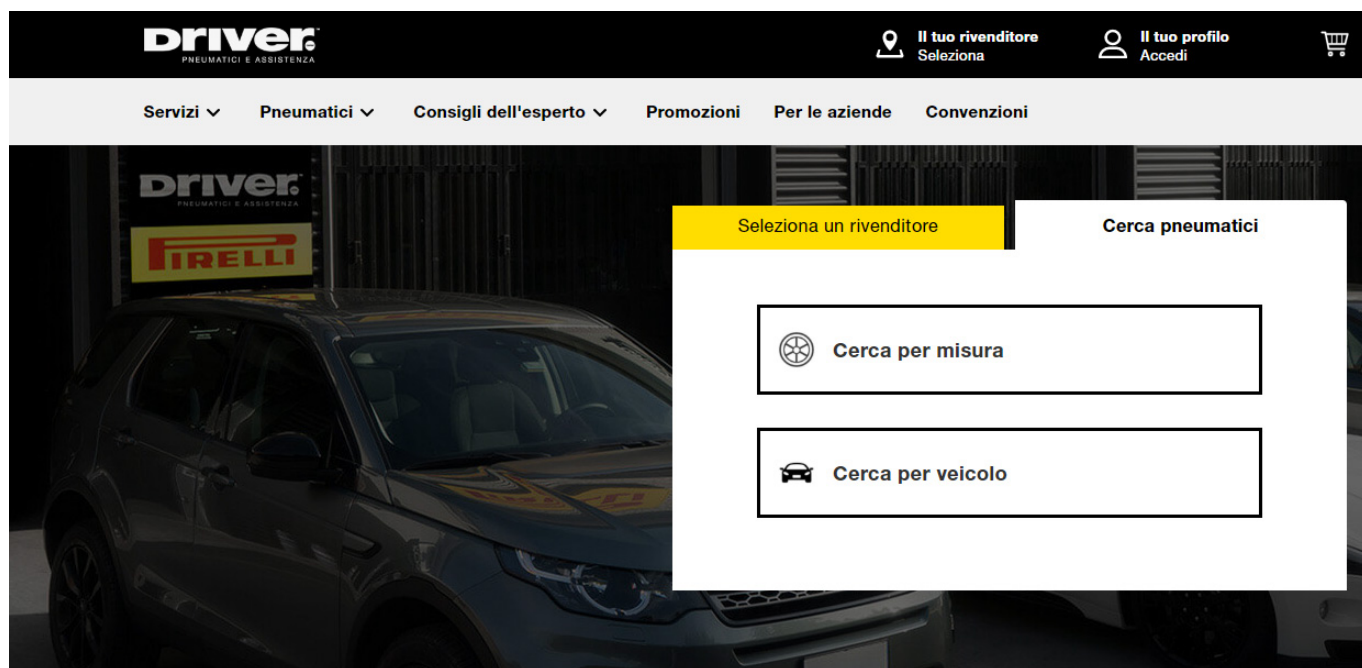 Driver
PNEUMATICI E ASSISTENZA
Il tuo rivenditore
Seleziona
Il tuo profilo
Accedi
Servizi
Pneumatici
Consigli dell'esperto
Promozioni
Per le aziende
Convenzioni
Driver
PNEUMATICI E ASSISTENZA
PIRELLI
Seleziona un rivenditore
Cerca pneumatici
Cerca per misura
Cerca per veicolo